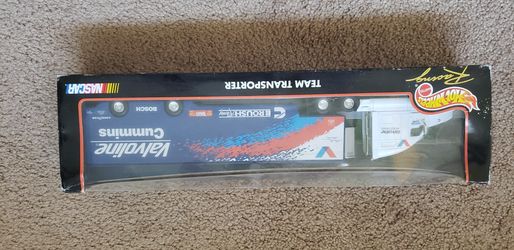 Hot Wheels
Racing
TEAM TRANSPORTER
NASCAR
Valvoline
Cummins
ROUSH
BOSCH